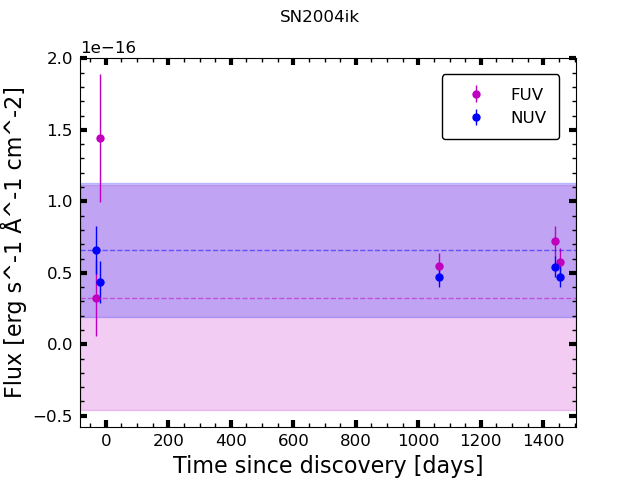 SN2004ik
1e−16
2.0
1.5
1.0
0.5
0.0
−0.5
Flux [erg s^-1 Å^-1 cm^-2]
FUV
NUV
0 200 400 600 800 1000 1200 1400
Time since discovery [days]